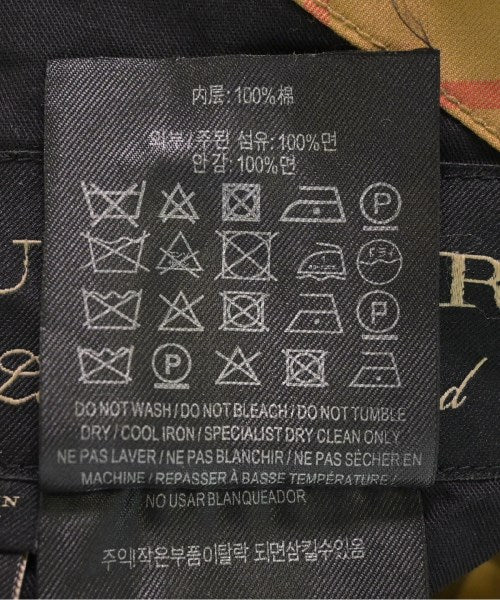 内层: 100%棉
외부 / 주된 섬유: 100%면
안감: 100%면
P
ドライ
P
P
DO NOT WASH / DO NOT BLEACH / DO NOT TUMBLE
DRY / COOL IRON / SPECIALIST DRY CLEAN ONLY
NE PAS LAVER / NE PAS BLANCHIR / NE PAS SÉCHER EN
MACHINE / REPASSER À BASSE TEMPÉRATURE /
NO USAR BLANQUEADOR
주의!작은부품이탈락 되면삼킬수있음